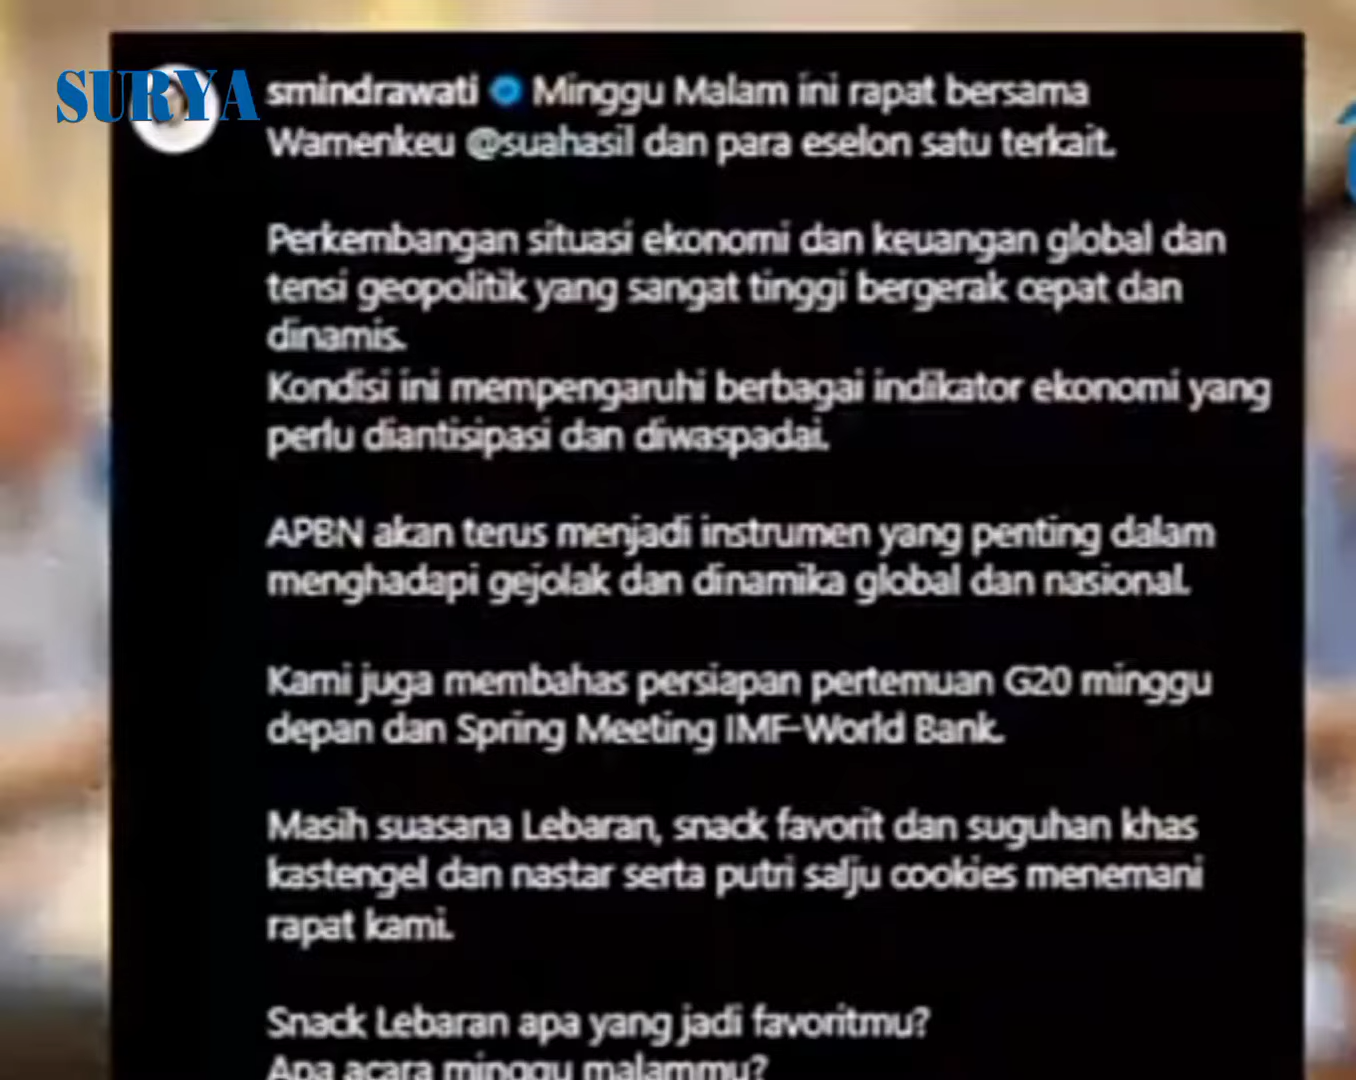 SURYA
smindrawati Minggu Malam ini rapat bersama
Wamenkeu @suahasil dan para eselon satu terkait.
Perkembangan situasi ekonomi dan keuangan global dan
tensi geopolitik yang sangat tinggi bergerak cepat dan
dinamis.
Kondisi ini mempengaruhi berbagai indikator ekonomi yang
perlu diantisipasi dan diwaspadai.
APBN akan terus menjadi instrumen yang penting dalam
menghadapi gejolak dan dinamika global dan nasional.
Kami juga membahas persiapan pertemuan G20 minggu
depan dan Spring Meeting IMF-World Bank.
Masih suasana Lebaran, snack favorit dan suguhan khas
kastengel dan nastar serta putri salju cookies menemani
rapat kami.
Snack Lebaran apa yang jadi favoritmu?
Apa acara minggu malammu?